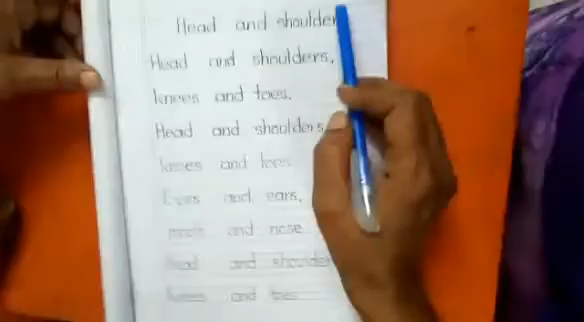 Head and shoulder
Head and shoulders,
knees and toes.
Head and shoulders
knees and toes
Eyes and ears,
mouth and nose
Head and shoulder
knees and toes